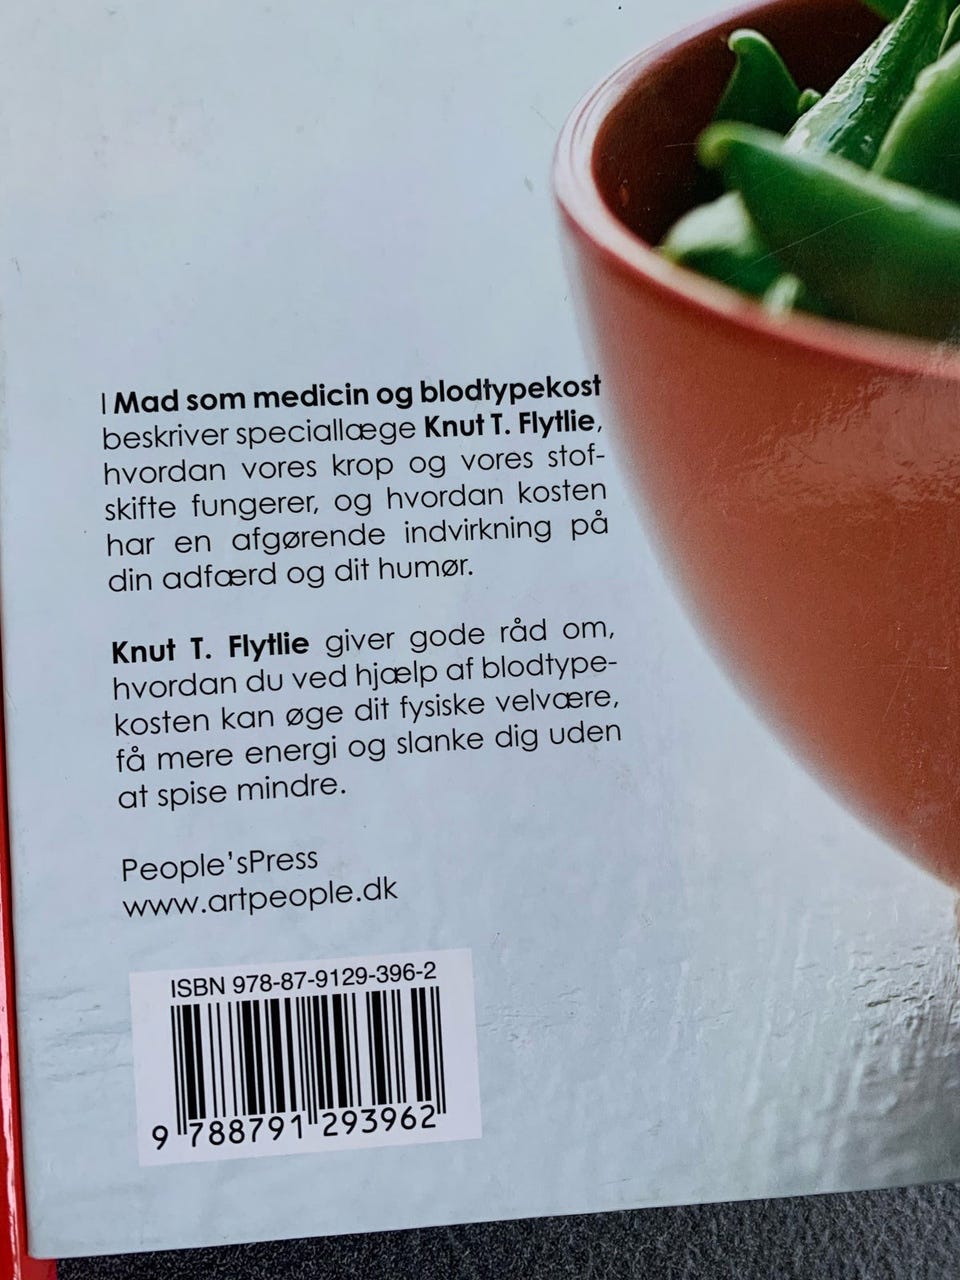 I Mad som medicin og blodtypekost
beskriver speciallæge Knut T. Flytlie,
hvordan vores krop og vores stof-
skifte fungerer, og hvordan kosten
har en afgørende indvirkning på
din adfærd og dit humør.
Knut T. Flytlie giver gode råd om,
hvordan du ved hjælp af blodtype-
kosten kan øge dit fysiske velvære,
få mere energi og slanke dig uden
at spise mindre.
People'sPress
www.artpeople.dk
ISBN 978-87-9129-396-2
9 788791 293962